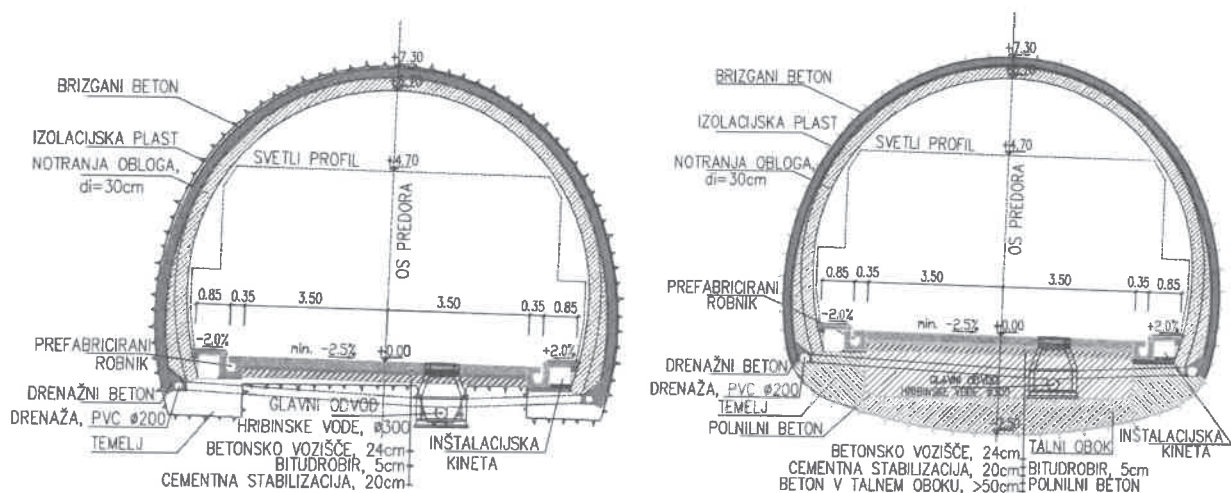 +7.30
BRIZGANI BETON
IZOLACIJSKA PLAST
SVETLI PROFIL
+4.70
NOTRANJA OBLOGA,
di=30cm
OS PREDORA
0.85 0.35 3.50 3.50 0.35 0.85
PREFABRICIRANI
ROBNIK
-2.0%
min. -2.5%
+0.00
+2.0%
DRENAŽNI BETON
DRENAŽA, PVC Ø200
TEMELJ
GLAVNI ODVOD
HRIBINSKE VODE, Ø300
BETONSKO VOZIŠČE, 24cm
BITUDROBIR, 5cm
CEMENTNA STABILIZACIJA, 20cm
INŠTALACIJSKA
KINETA
+7.30
BRIZGANI BETON
IZOLACIJSKA PLAST
SVETLI PROFIL
+4.70
NOTRANJA OBLOGA,
di=30cm
OS PREDORA
0.85 0.35 3.50 3.50 0.35 0.85
PREFABRICIRANI
ROBNIK
-2.0%
min. -2.5%
+0.00
+2.0%
DRENAŽNI BETON
DRENAŽA, PVC Ø200
TEMELJ
POLNILNI BETON
GLAVNI ODVOD
HRIBINSKE VODE, Ø300
TALNI OBOK
INŠTALACIJSKA
KINETA
BETONSKO VOZIŠČE, 24cm
CEMENTNA STABILIZACIJA, 20cm
BETON V TALNEM OBOKU, >50cm
BITUDROBIR, 5cm
POLNILNI BETON